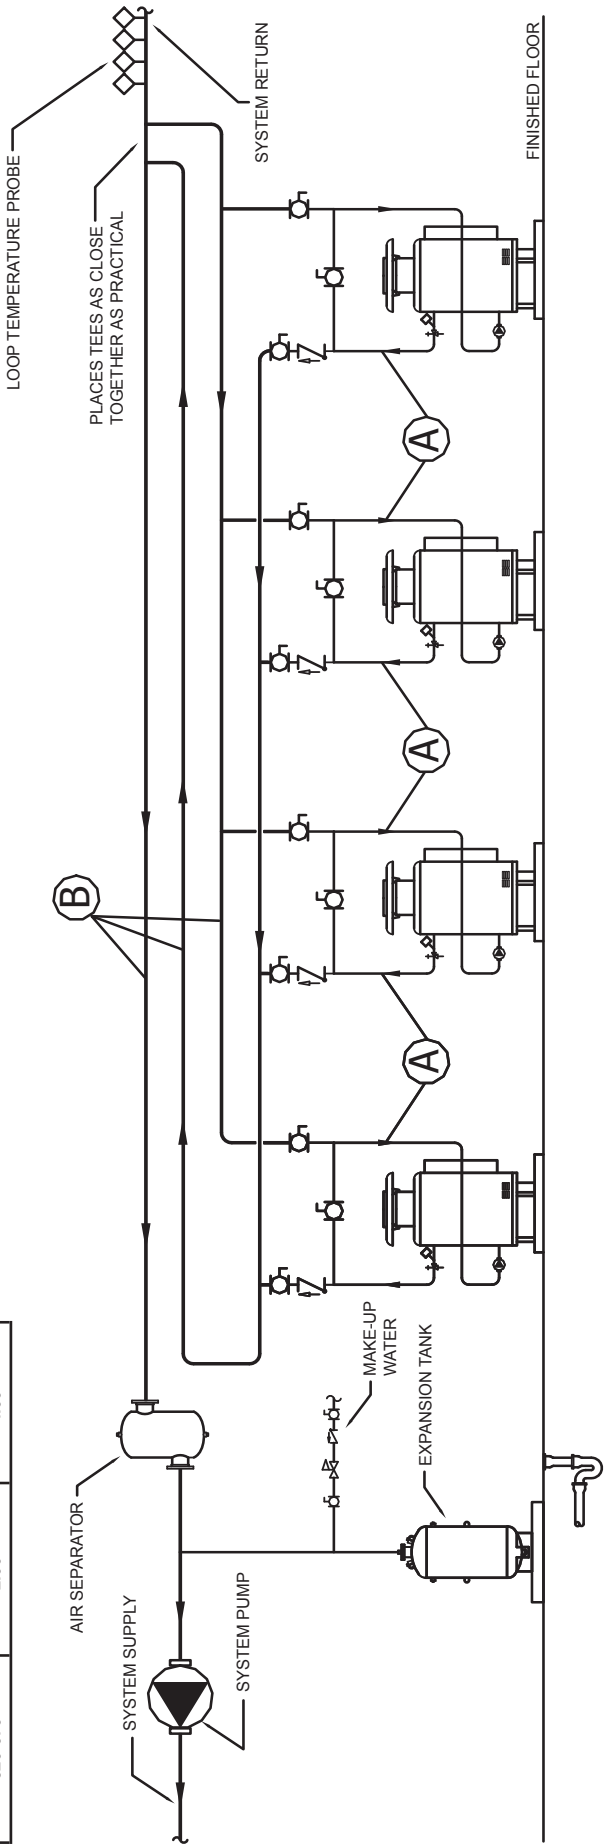 AIR SEPARATOR
SYSTEM SUPPLY
SYSTEM PUMP
MAKE-UP
WATER
EXPANSION TANK
B
A
A
A
LOOP TEMPERATURE PROBE
PLACES TEES AS CLOSE
TOGETHER AS PRACTICAL
SYSTEM RETURN
FINISHED FLOOR